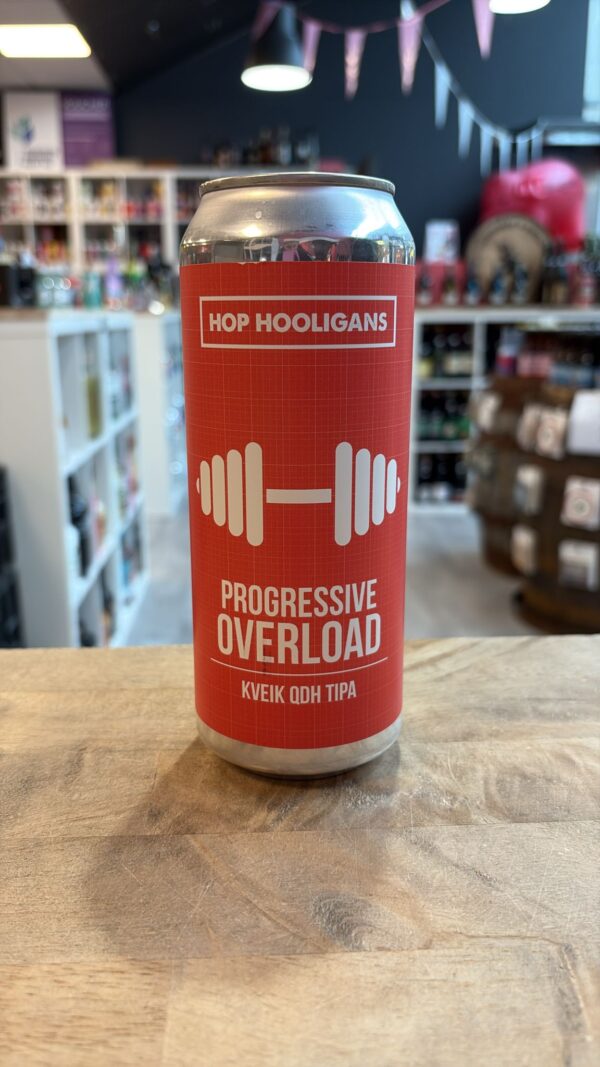 HOP HOOLIGANS
PROGRESSIVE
OVERLOAD
KVEIK QDH TIPA